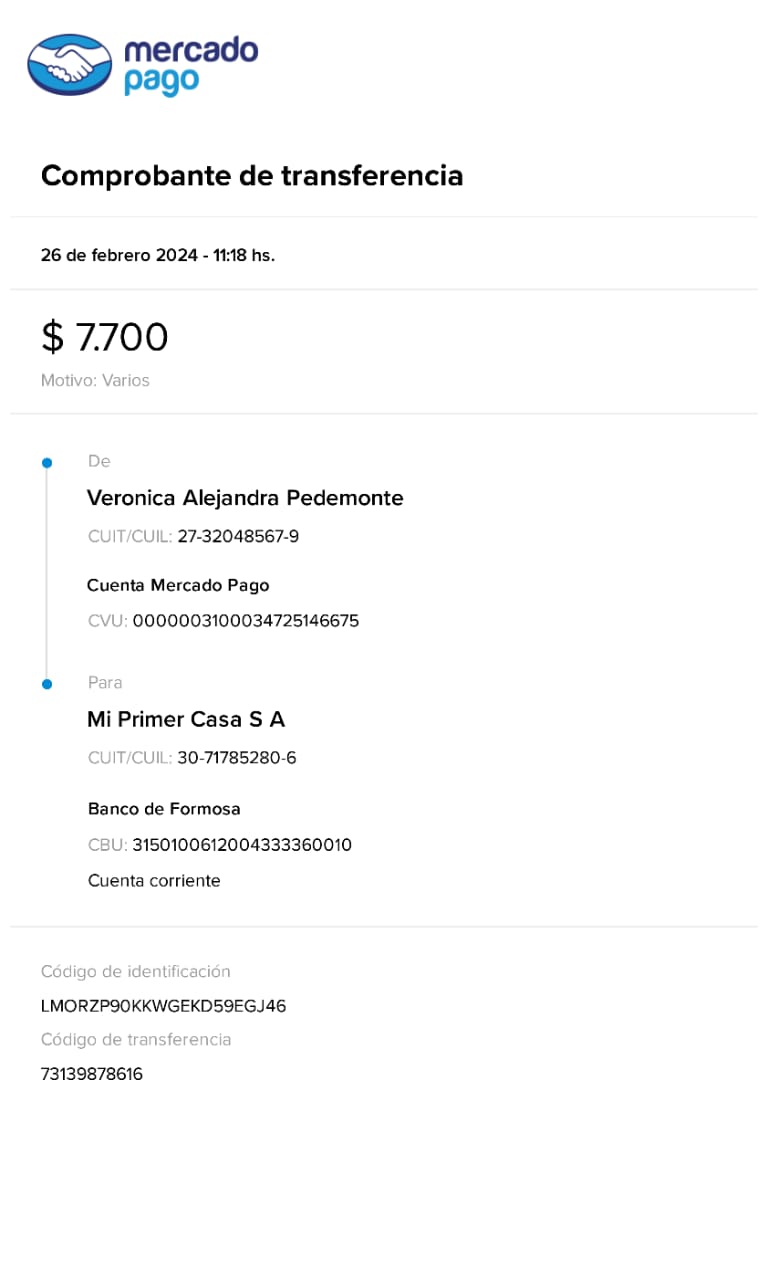 mercado
pago
Comprobante de transferencia
26 de febrero 2024 - 11:18 hs.
$ 7.700
Motivo: Varios
De
Veronica Alejandra Pedemonte
CUIT/CUIL: 27-32048567-9
Cuenta Mercado Pago
CVU: 0000003100034725146675
Para
Mi Primer Casa S A
CUIT/CUIL: 30-71785280-6
Banco de Formosa
CBU: 3150100612004333360010
Cuenta corriente
Código de identificación
LMORZP90KKWGEKD59EGJ46
Código de transferencia
73139878616